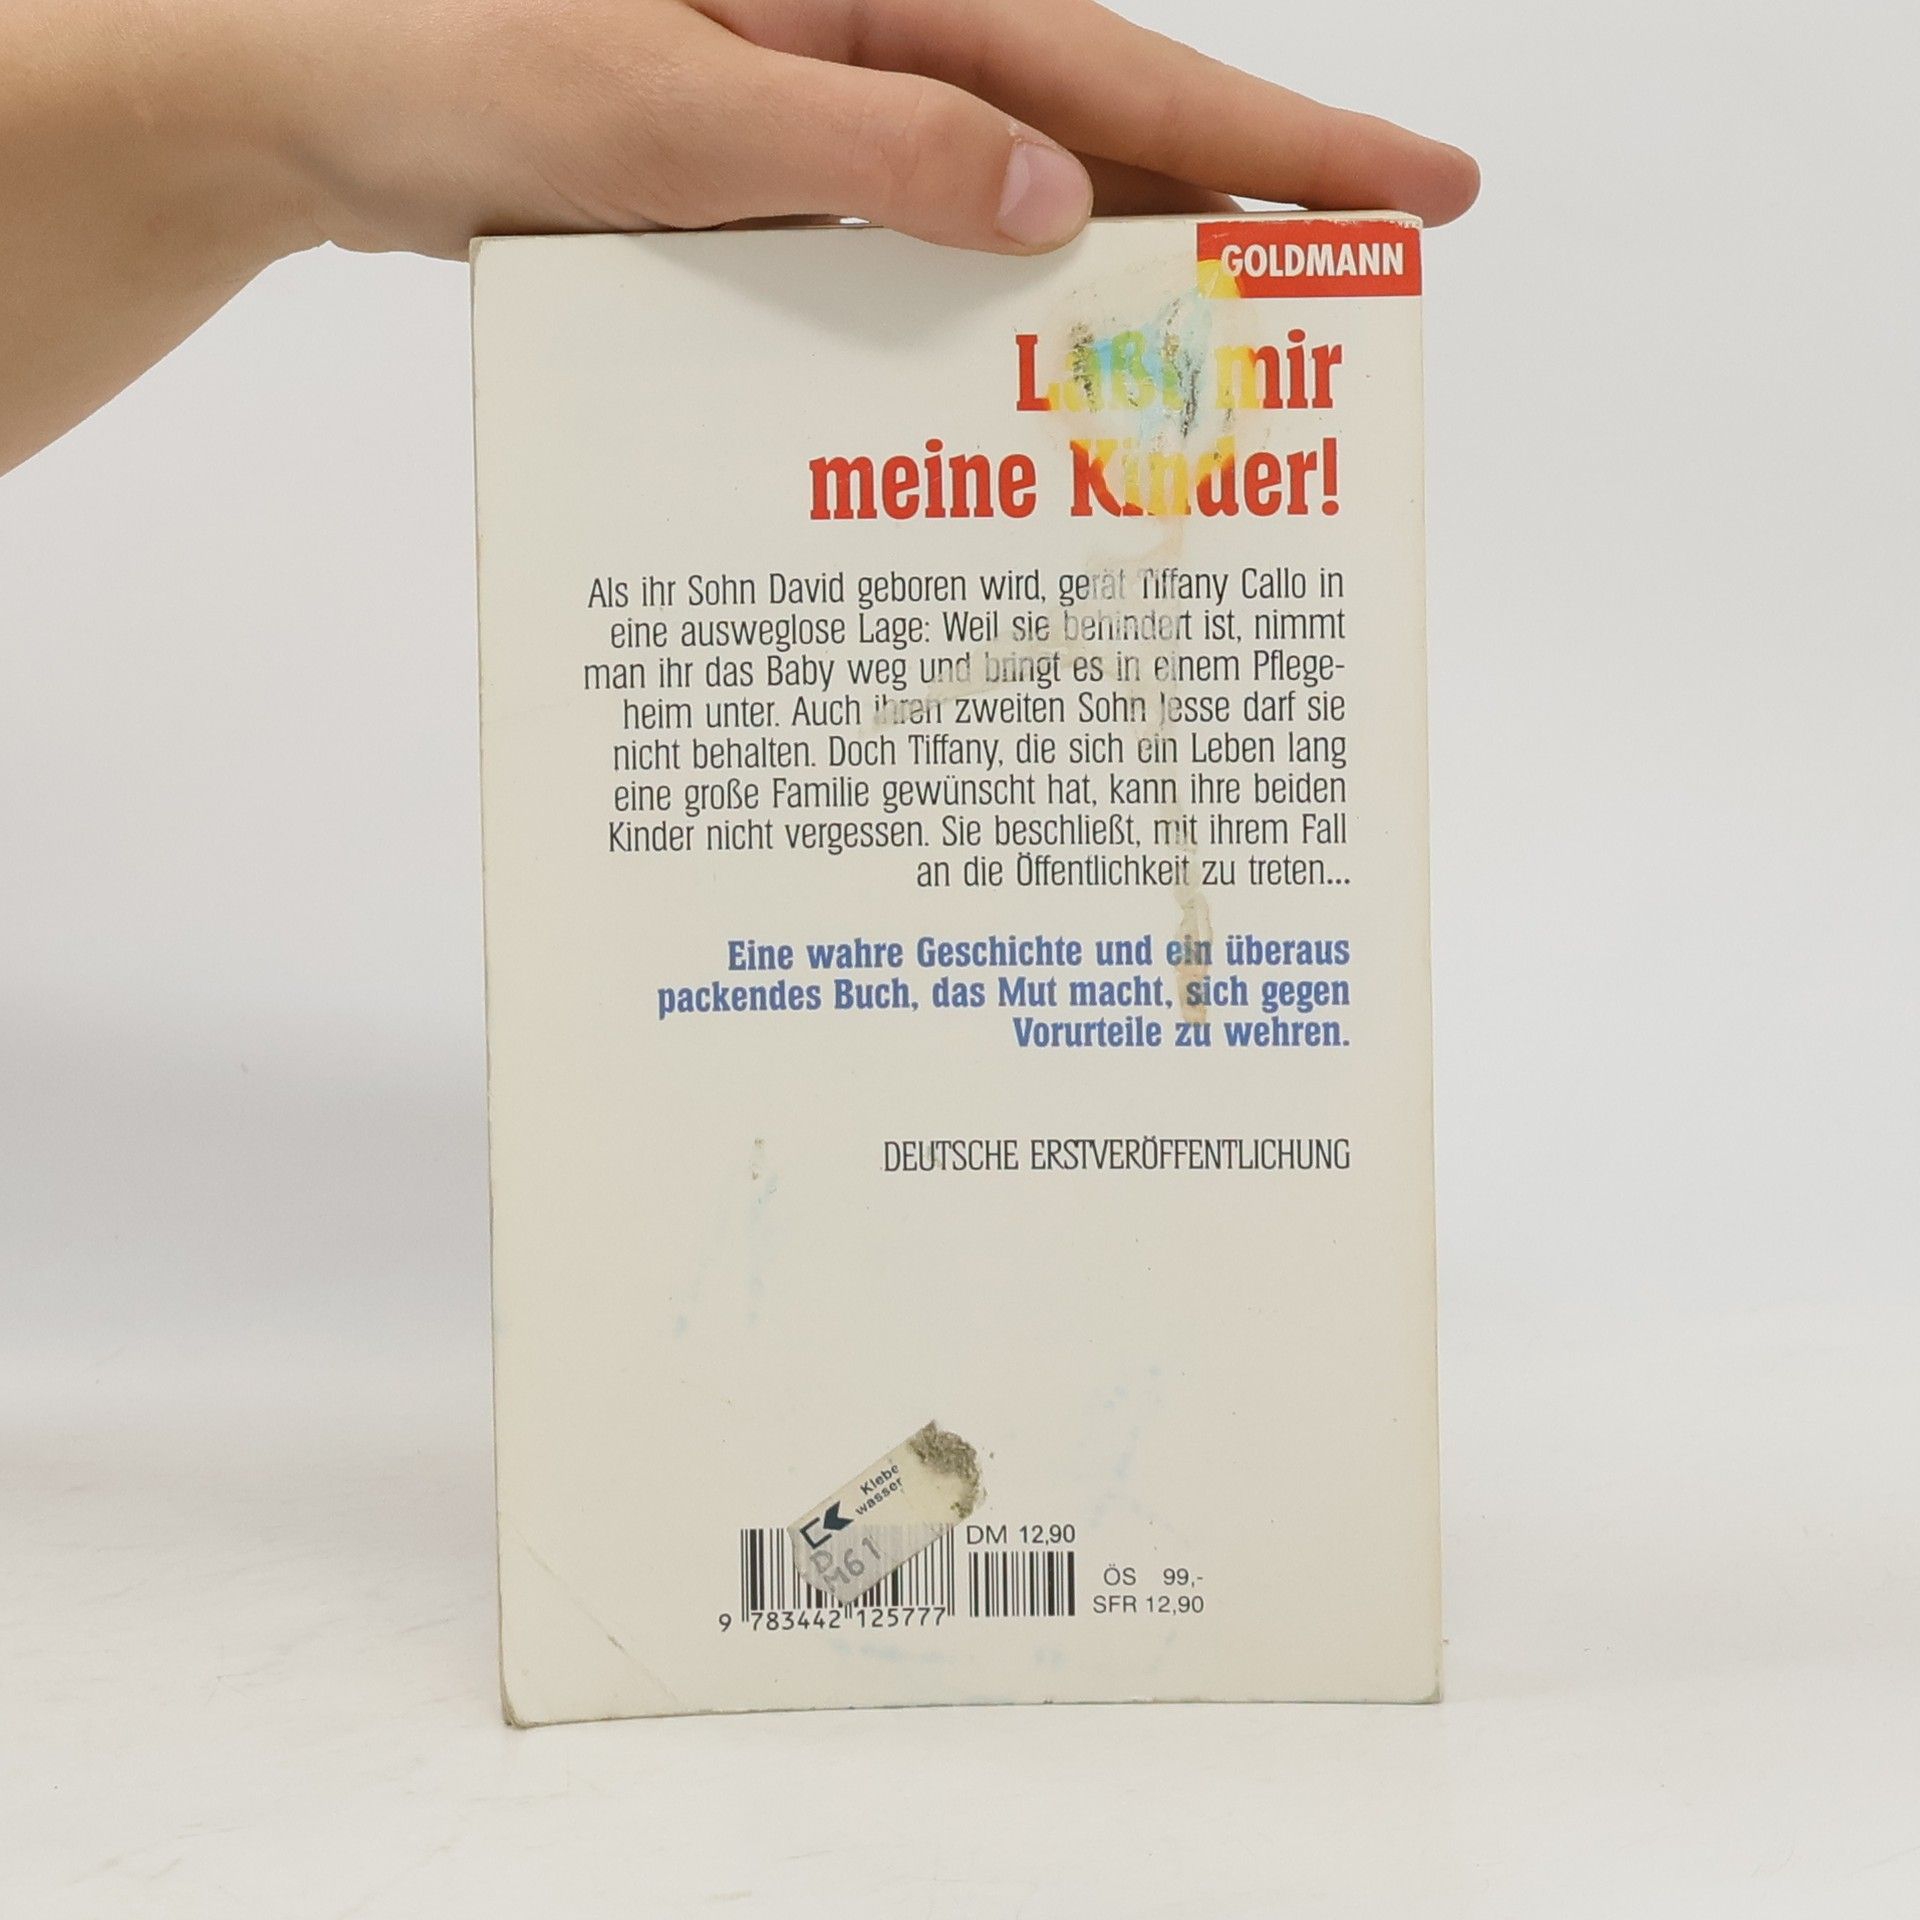 GOLDMANN
Laßt mir
meine Kinder!
Als ihr Sohn David geboren wird, gerät Tiffany Callo in
eine ausweglose Lage: Weil sie behindert ist, nimmt
man ihr das Baby weg und bringt es in einem Pflege-
heim unter. Auch ihren zweiten Sohn Jesse darf sie
nicht behalten. Doch Tiffany, die sich ein Leben lang
eine große Familie gewünscht hat, kann ihre beiden
Kinder nicht vergessen. Sie beschließt, mit ihrem Fall
an die Öffentlichkeit zu treten...
Eine wahre Geschichte und ein überaus
packendes Buch, das Mut macht, sich gegen
Vorurteile zu wehren.
DEUTSCHE ERSTVERÖFFENTLICHUNG
Klebe
wasser
D
M61
DM 12,90
ÖS 99,-
SFR 12,90
9 783442 125777